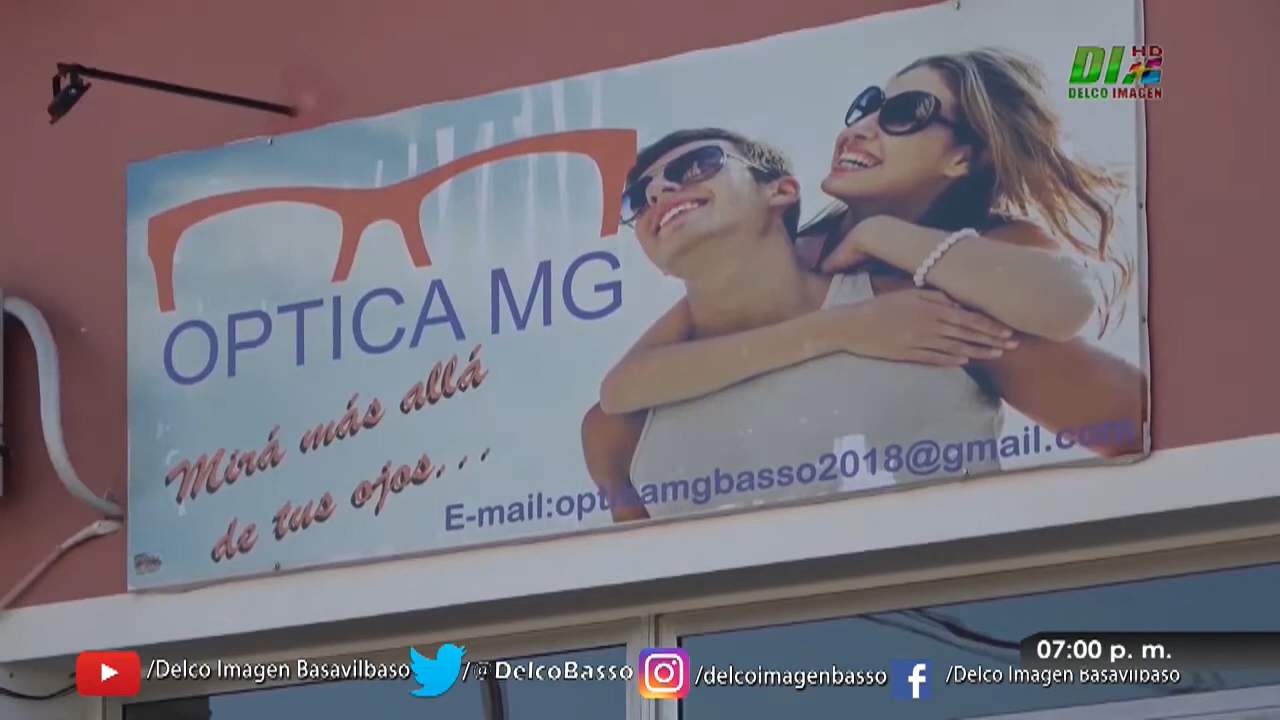 DI HD
DELCO IMAGEN
OPTICA MG
Mirá más allá
de tus ojos...
E-mail:opticamgbasso2018@gmail.com
07:00 p. m.
/Delco Imagen Basavilbaso
/@DelcoBasso
/delcoimagenbasso
/Delco Imagen Basavilbaso